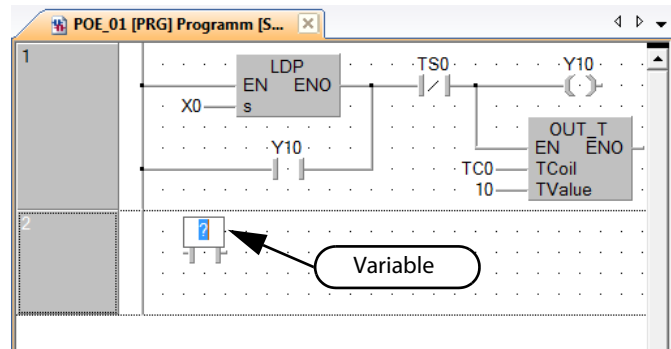 POE_01 [PRG] Programm [S...
1
LDP
EN ENO
X0 s
TS0
Y10
Y10
OUT_T
EN ENO
TC0 TCoil
10 TValue
2
?
Variable